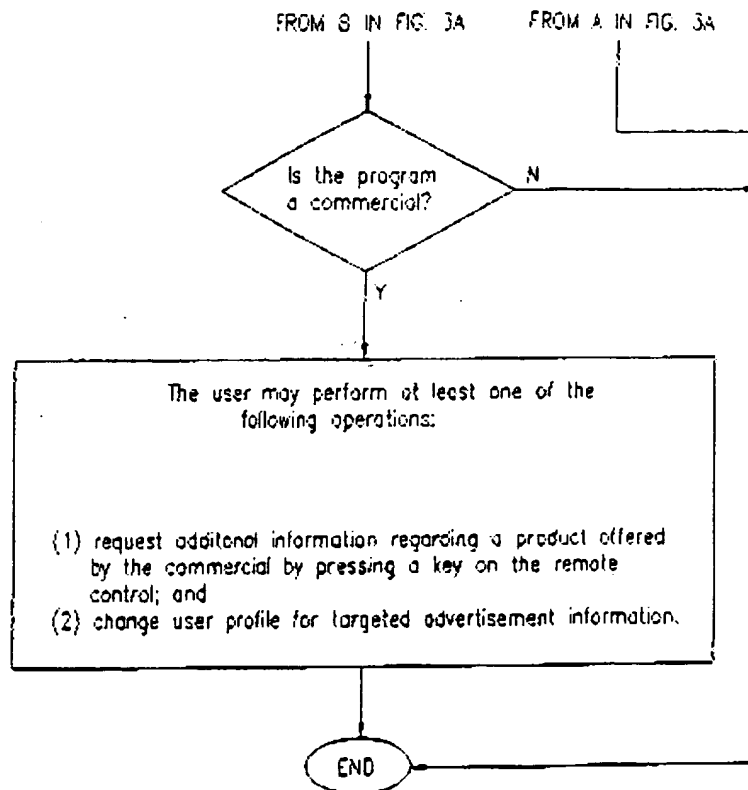 FROM B IN FIG. 3A
FROM A IN FIG. 3A
Is the program
a commercial?
N
Y
The user may perform at least one of the
following operations:
(1) request additonal information regarding a product offered
by the commercial by pressing a key on the remote
control; and
(2) change user profile for targeted advertisement information.
END